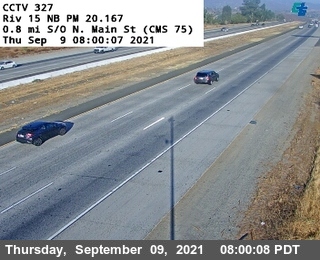 CCTV 327
Riv 15 NB PM 20.167
0.8 mi S/O N. Main St (CMS 75)
Thu Sep 9 08:00:07 2021
Thursday, September 09, 2021 08:00:08 PDT